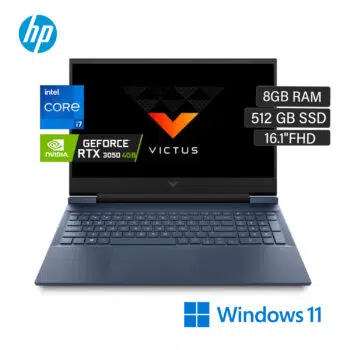 hp
intel
CORE
i7
NVIDIA
GEFORCE
RTX 3050 4GB
VICTUS
8GB RAM
512 GB SSD
16.1"FHD
Windows 11